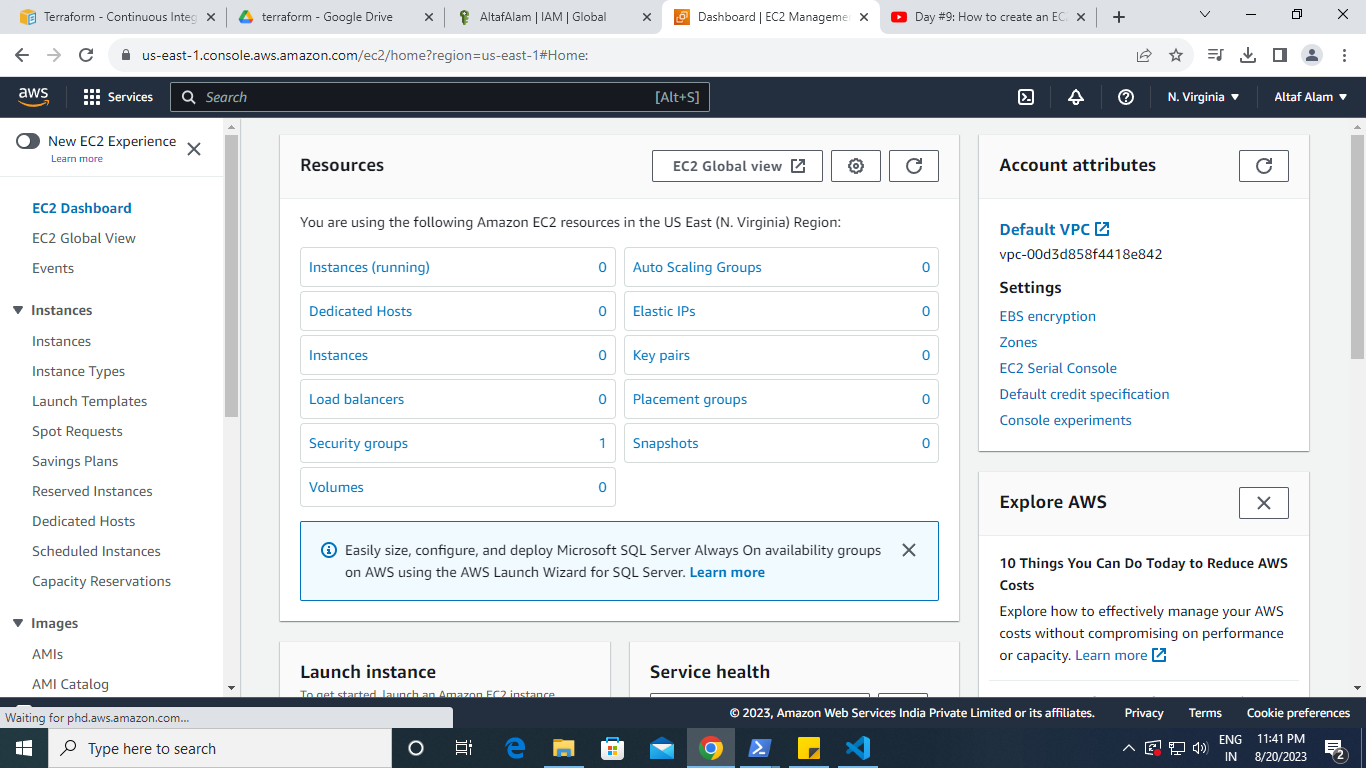 Terraform - Continuous Integ
terraform - Google Drive
AltafAlam | IAM | Global
Dashboard | EC2 Manageme
Day #9: How to create an EC
us-east-1.console.aws.amazon.com/ec2/home?region=us-east-1#Home:
aws
Services
Search
[Alt+S]
N. Virginia
Altaf Alam
New EC2 Experience
Learn more
EC2 Dashboard
EC2 Global View
Events
Instances
Instances
Instance Types
Launch Templates
Spot Requests
Savings Plans
Reserved Instances
Dedicated Hosts
Scheduled Instances
Capacity Reservations
Images
AMIs
AMI Catalog
Resources
EC2 Global view
You are using the following Amazon EC2 resources in the US East (N. Virginia) Region:
Instances (running) 0
Auto Scaling Groups 0
Dedicated Hosts 0
Elastic IPs 0
Instances 0
Key pairs 0
Load balancers 0
Placement groups 0
Security groups 1
Snapshots 0
Volumes 0
Easily size, configure, and deploy Microsoft SQL Server Always On availability groups
on AWS using the AWS Launch Wizard for SQL Server. Learn more
Launch instance
To get started, launch an Amazon EC2 instance
Service health
Account attributes
Default VPC
vpc-00d3d858f4418e842
Settings
EBS encryption
Zones
EC2 Serial Console
Default credit specification
Console experiments
Explore AWS
10 Things You Can Do Today to Reduce AWS
Costs
Explore how to effectively manage your AWS
costs without compromising on performance
or capacity. Learn more
Waiting for phd.aws.amazon.com...
© 2023, Amazon Web Services India Private Limited or its affiliates.
Privacy
Terms
Cookie preferences
Type here to search
ENG
IN
11:41 PM
8/20/2023
2